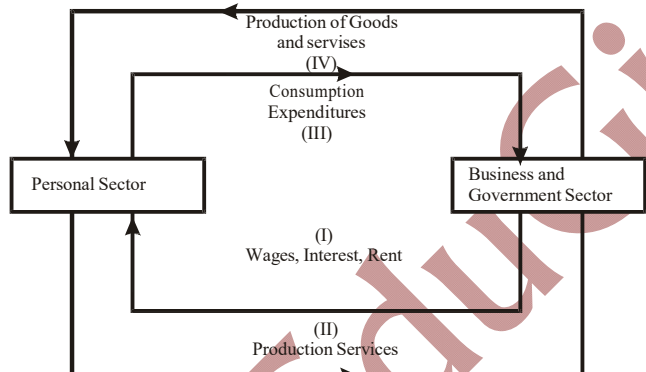 Production of Goods
and servises
(IV)
Consumption
Expenditures
(III)
Personal Sector
Business and
Government Sector
(I)
Wages, Interest, Rent
(II)
Production Services